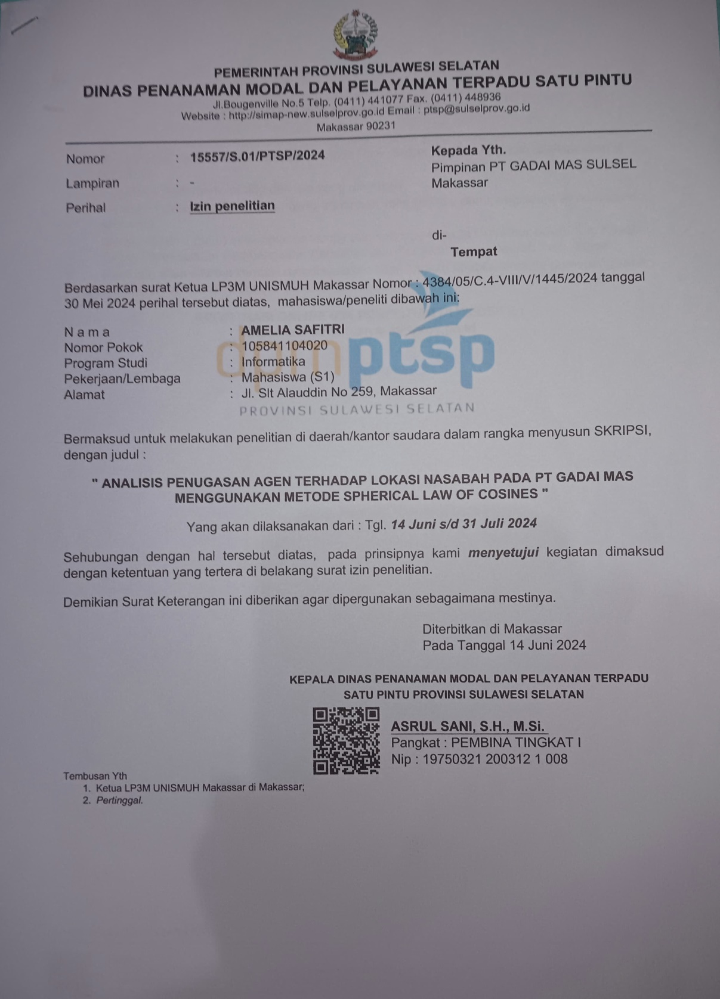 PEMERINTAH PROVINSI SULAWESI SELATAN
DINAS PENANAMAN MODAL DAN PELAYANAN TERPADU SATU PINTU
Jl.Bougenville No.5 Telp. (0411) 441077 Fax. (0411) 448936
Website : http://simap-new.sulselprov.go.id Email : ptsp@sulselprov.go.id
Makassar 90231
Nomor : 15557/S.01/PTSP/2024
Lampiran : -
Perihal : Izin penelitian
Kepada Yth.
Pimpinan PT GADAI MAS SULSEL
Makassar
di-
Tempat
Berdasarkan surat Ketua LP3M UNISMUH Makassar Nomor : 4384/05/C.4-VIII/V/1445/2024 tanggal
30 Mei 2024 perihal tersebut diatas, mahasiswa/peneliti dibawah ini:
N a m a : AMELIA SAFITRI
Nomor Pokok : 105841104020
Program Studi : Informatika
Pekerjaan/Lembaga : Mahasiswa (S1)
Alamat : Jl. Slt Alauddin No 259, Makassar
dpmptsp
PROVINSI SULAWESI SELATAN
Bermaksud untuk melakukan penelitian di daerah/kantor saudara dalam rangka menyusun SKRIPSI,
dengan judul :
" ANALISIS PENUGASAN AGEN TERHADAP LOKASI NASABAH PADA PT GADAI MAS
MENGGUNAKAN METODE SPHERICAL LAW OF COSINES "
Yang akan dilaksanakan dari : Tgl. 14 Juni s/d 31 Juli 2024
Sehubungan dengan hal tersebut diatas, pada prinsipnya kami menyetujui kegiatan dimaksud
dengan ketentuan yang tertera di belakang surat izin penelitian.
Demikian Surat Keterangan ini diberikan agar dipergunakan sebagaimana mestinya.
Diterbitkan di Makassar
Pada Tanggal 14 Juni 2024
KEPALA DINAS PENANAMAN MODAL DAN PELAYANAN TERPADU
SATU PINTU PROVINSI SULAWESI SELATAN
ASRUL SANI, S.H., M.Si.
Pangkat : PEMBINA TINGKAT I
Nip : 19750321 200312 1 008
Tembusan Yth
1. Ketua LP3M UNISMUH Makassar di Makassar;
2. Pertinggal.